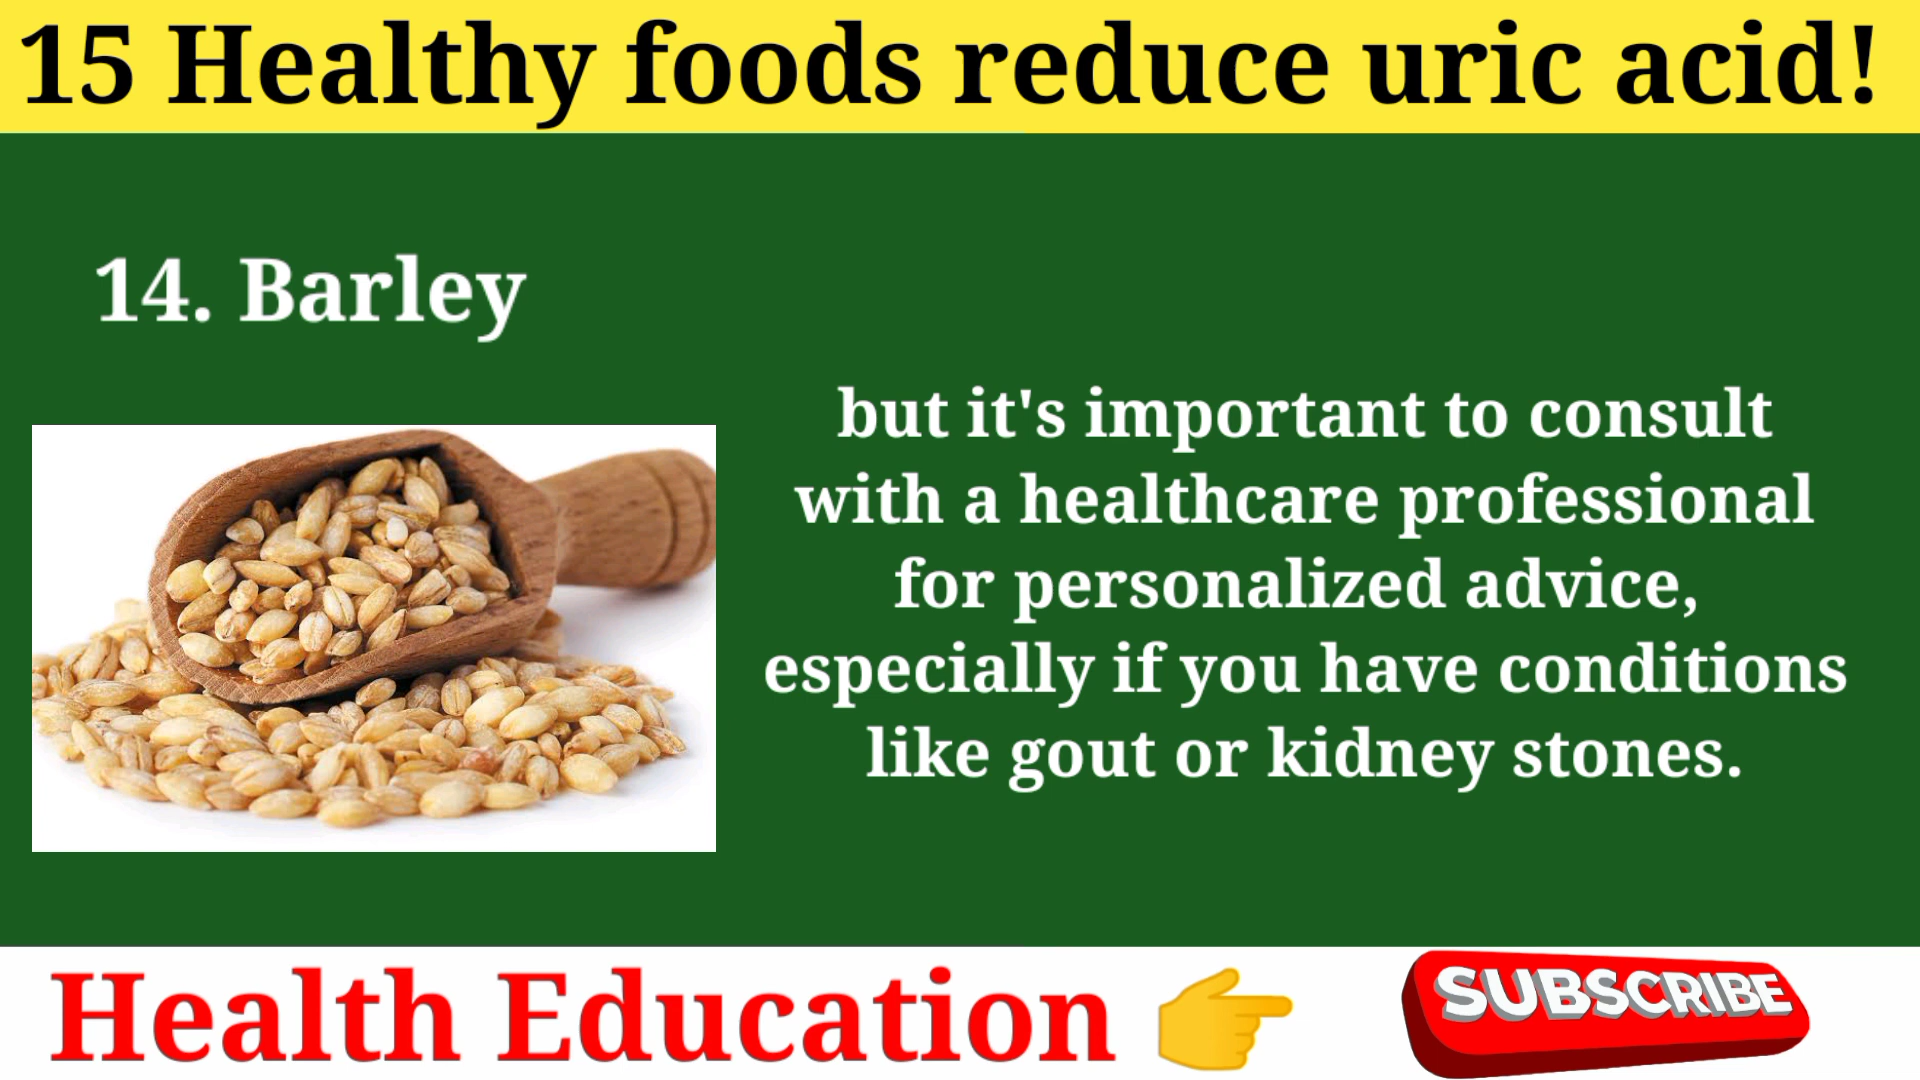 15 Healthy foods reduce uric acid!
14. Barley
but it's important to consult
with a healthcare professional
for personalized advice,
especially if you have conditions
like gout or kidney stones.
Health Education
SUBSCRIBE